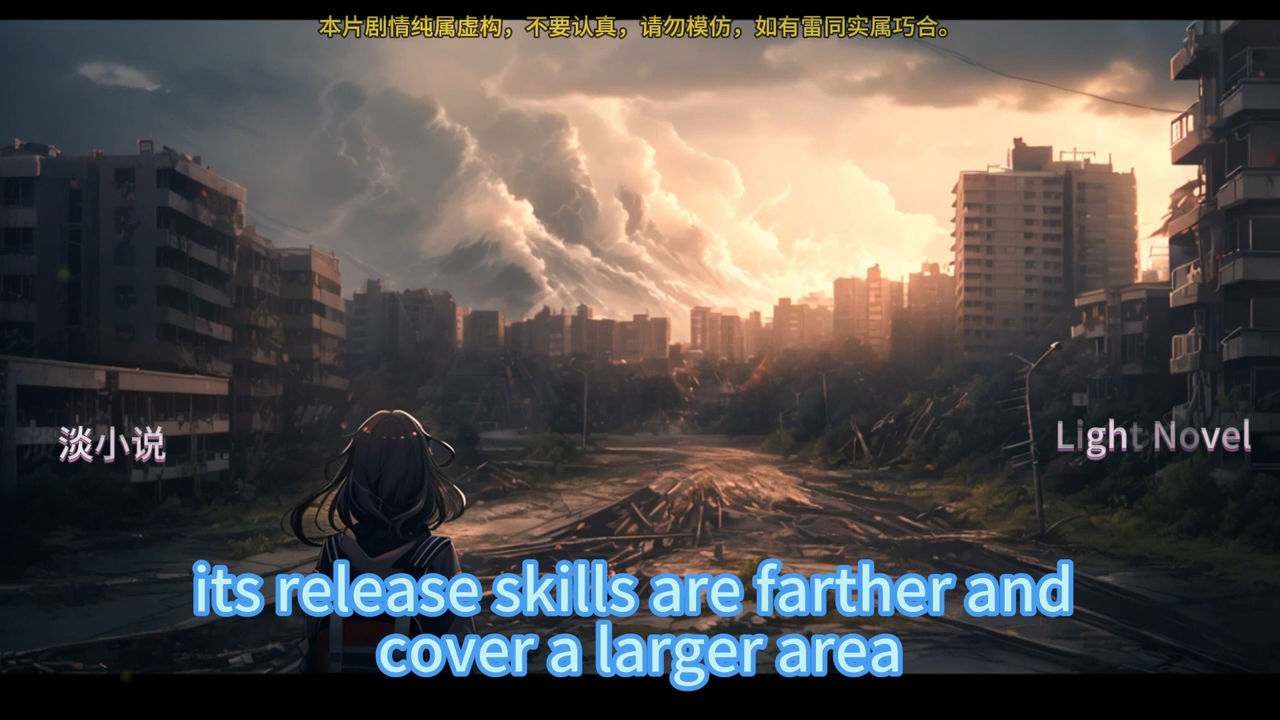 本片剧情纯属虚构，不要认真，请勿模仿，如有雷同实属巧合。
淡小说
Light Novel
its release skills are farther and
cover a larger area